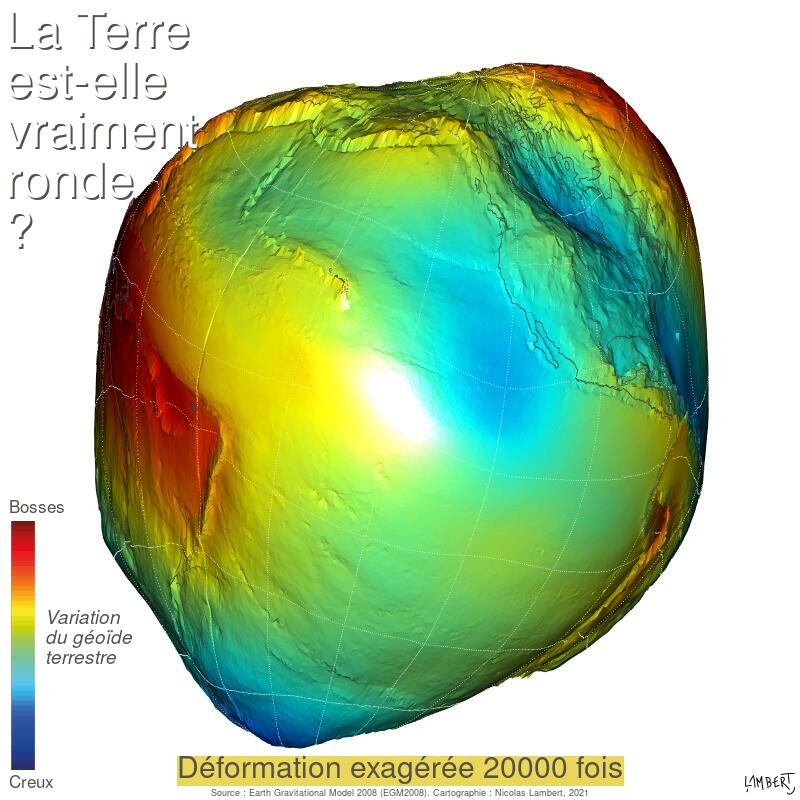 La Terre
est-elle
vraiment
ronde
?
Bosses
Variation
du géoïde
terrestre
Creux
Déformation exagérée 20000 fois
Source : Earth Gravitational Model 2008 (EGM2008). Cartographie : Nicolas Lambert, 2021
LAMBERT